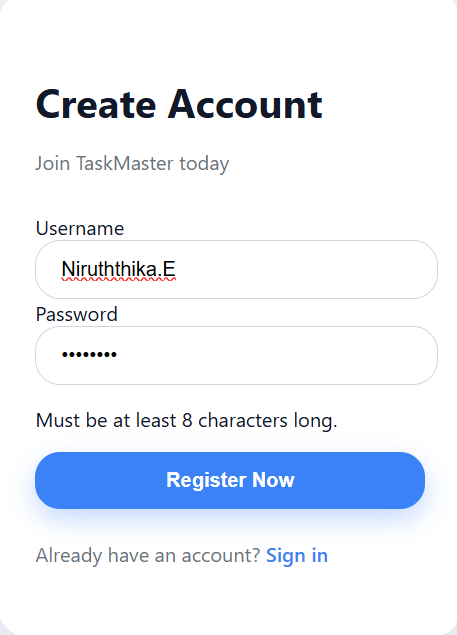 Create Account
Join TaskMaster today
Username
Niruththika.E
Password
••••••••
Must be at least 8 characters long.
Register Now
Already have an account? Sign in